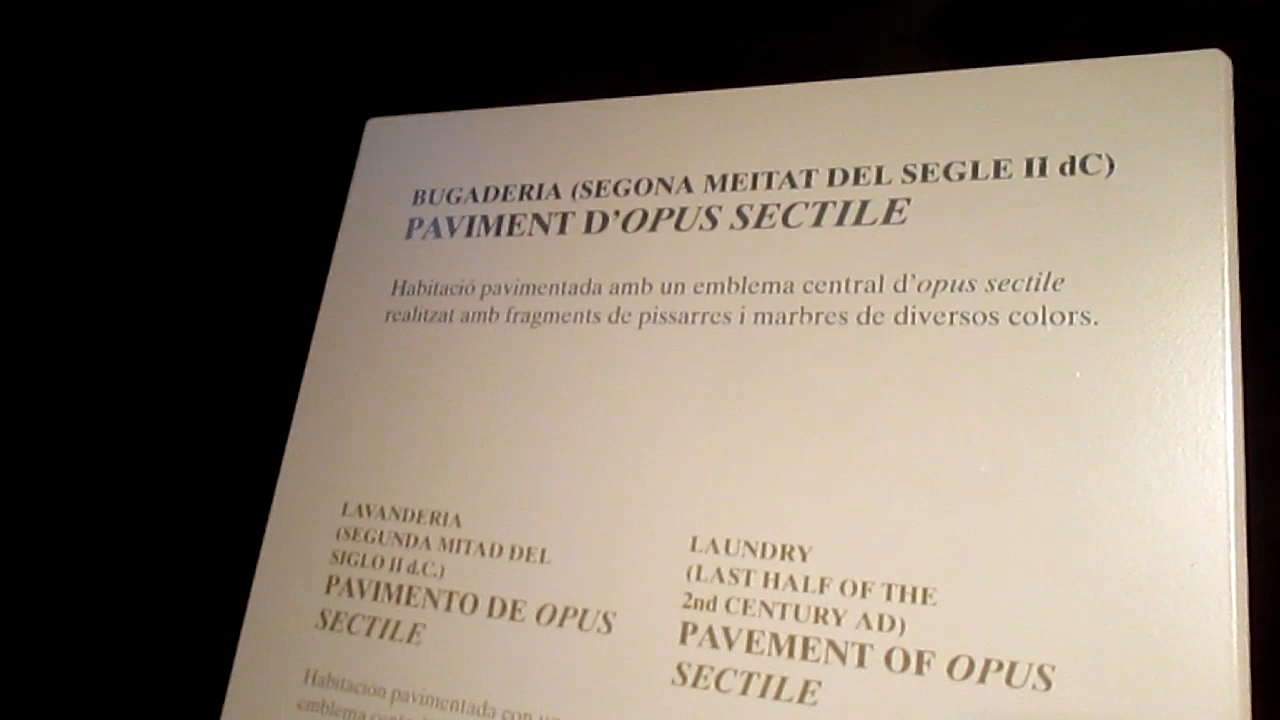 BUGADERIA (SEGONA MEITAT DEL SEGLE II dC)
PAVIMENT D'OPUS SECTILE
Habitació pavimentada amb un emblema central d'opus sectile
realitzat amb fragments de pissarres i marbres de diversos colors.
LAVANDERIA
(SEGUNDA MITAD DEL
SIGLO II d.C.)
PAVIMENTO DE OPUS
SECTILE
Habitación pavimentada con
emblema
LAUNDRY
(LAST HALF OF THE
2nd CENTURY AD)
PAVEMENT OF OPUS
SECTILE